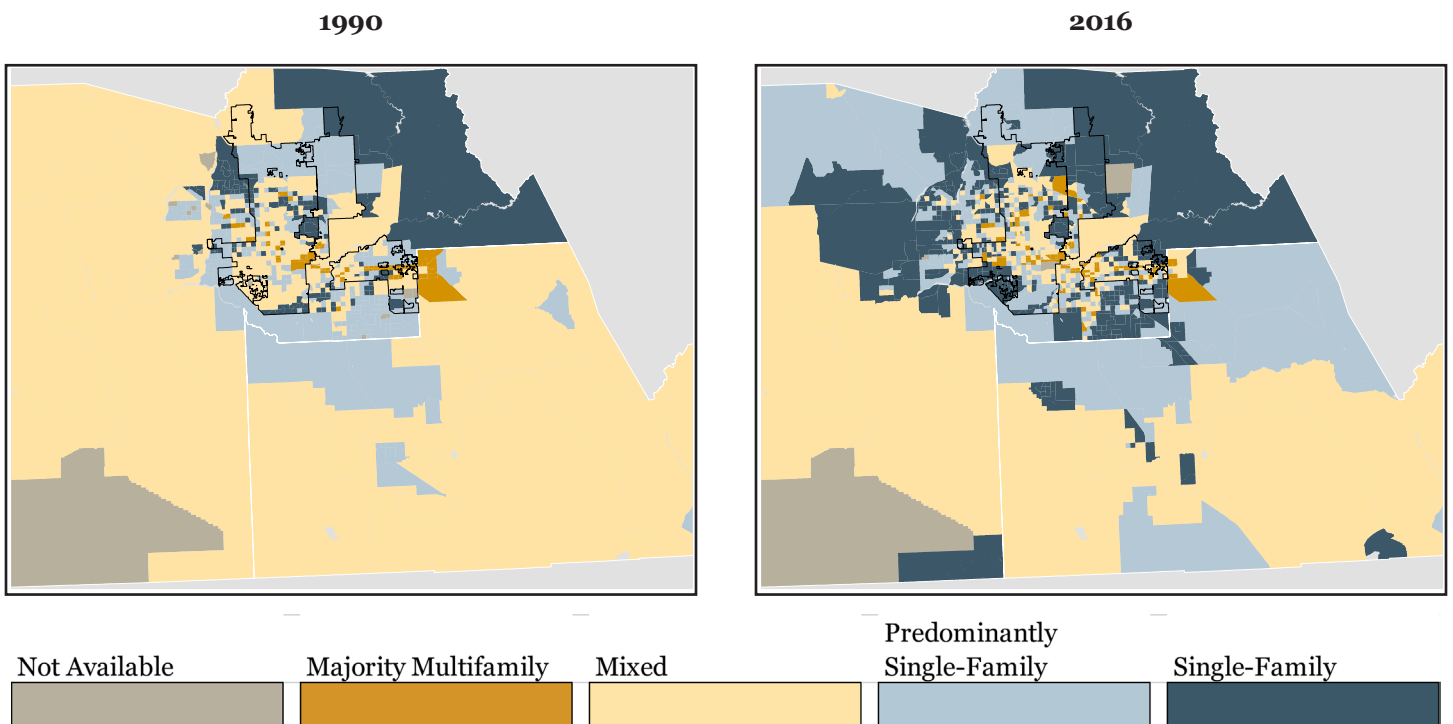 1990
2016
Not Available
Majority Multifamily
Mixed
Predominantly
Single-Family
Single-Family